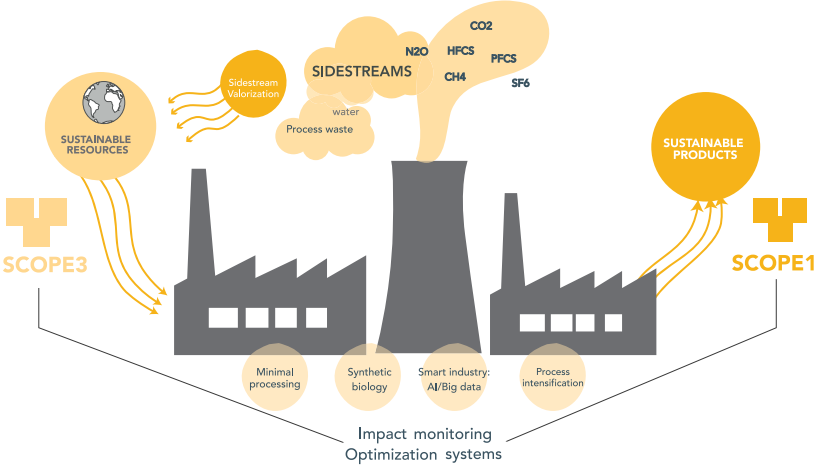 CO2
N2O
HFCS
PFCS
CH4
SF6
SIDESTREAMS
Sidestream
Valorization
water
Process waste
SUSTAINABLE
RESOURCES
SUSTAINABLE
PRODUCTS
SCOPE3
SCOPE1
Minimal
processing
Synthetic
biology
Smart industry:
AI/Big data
Process
intensification
Impact monitoring
Optimization systems